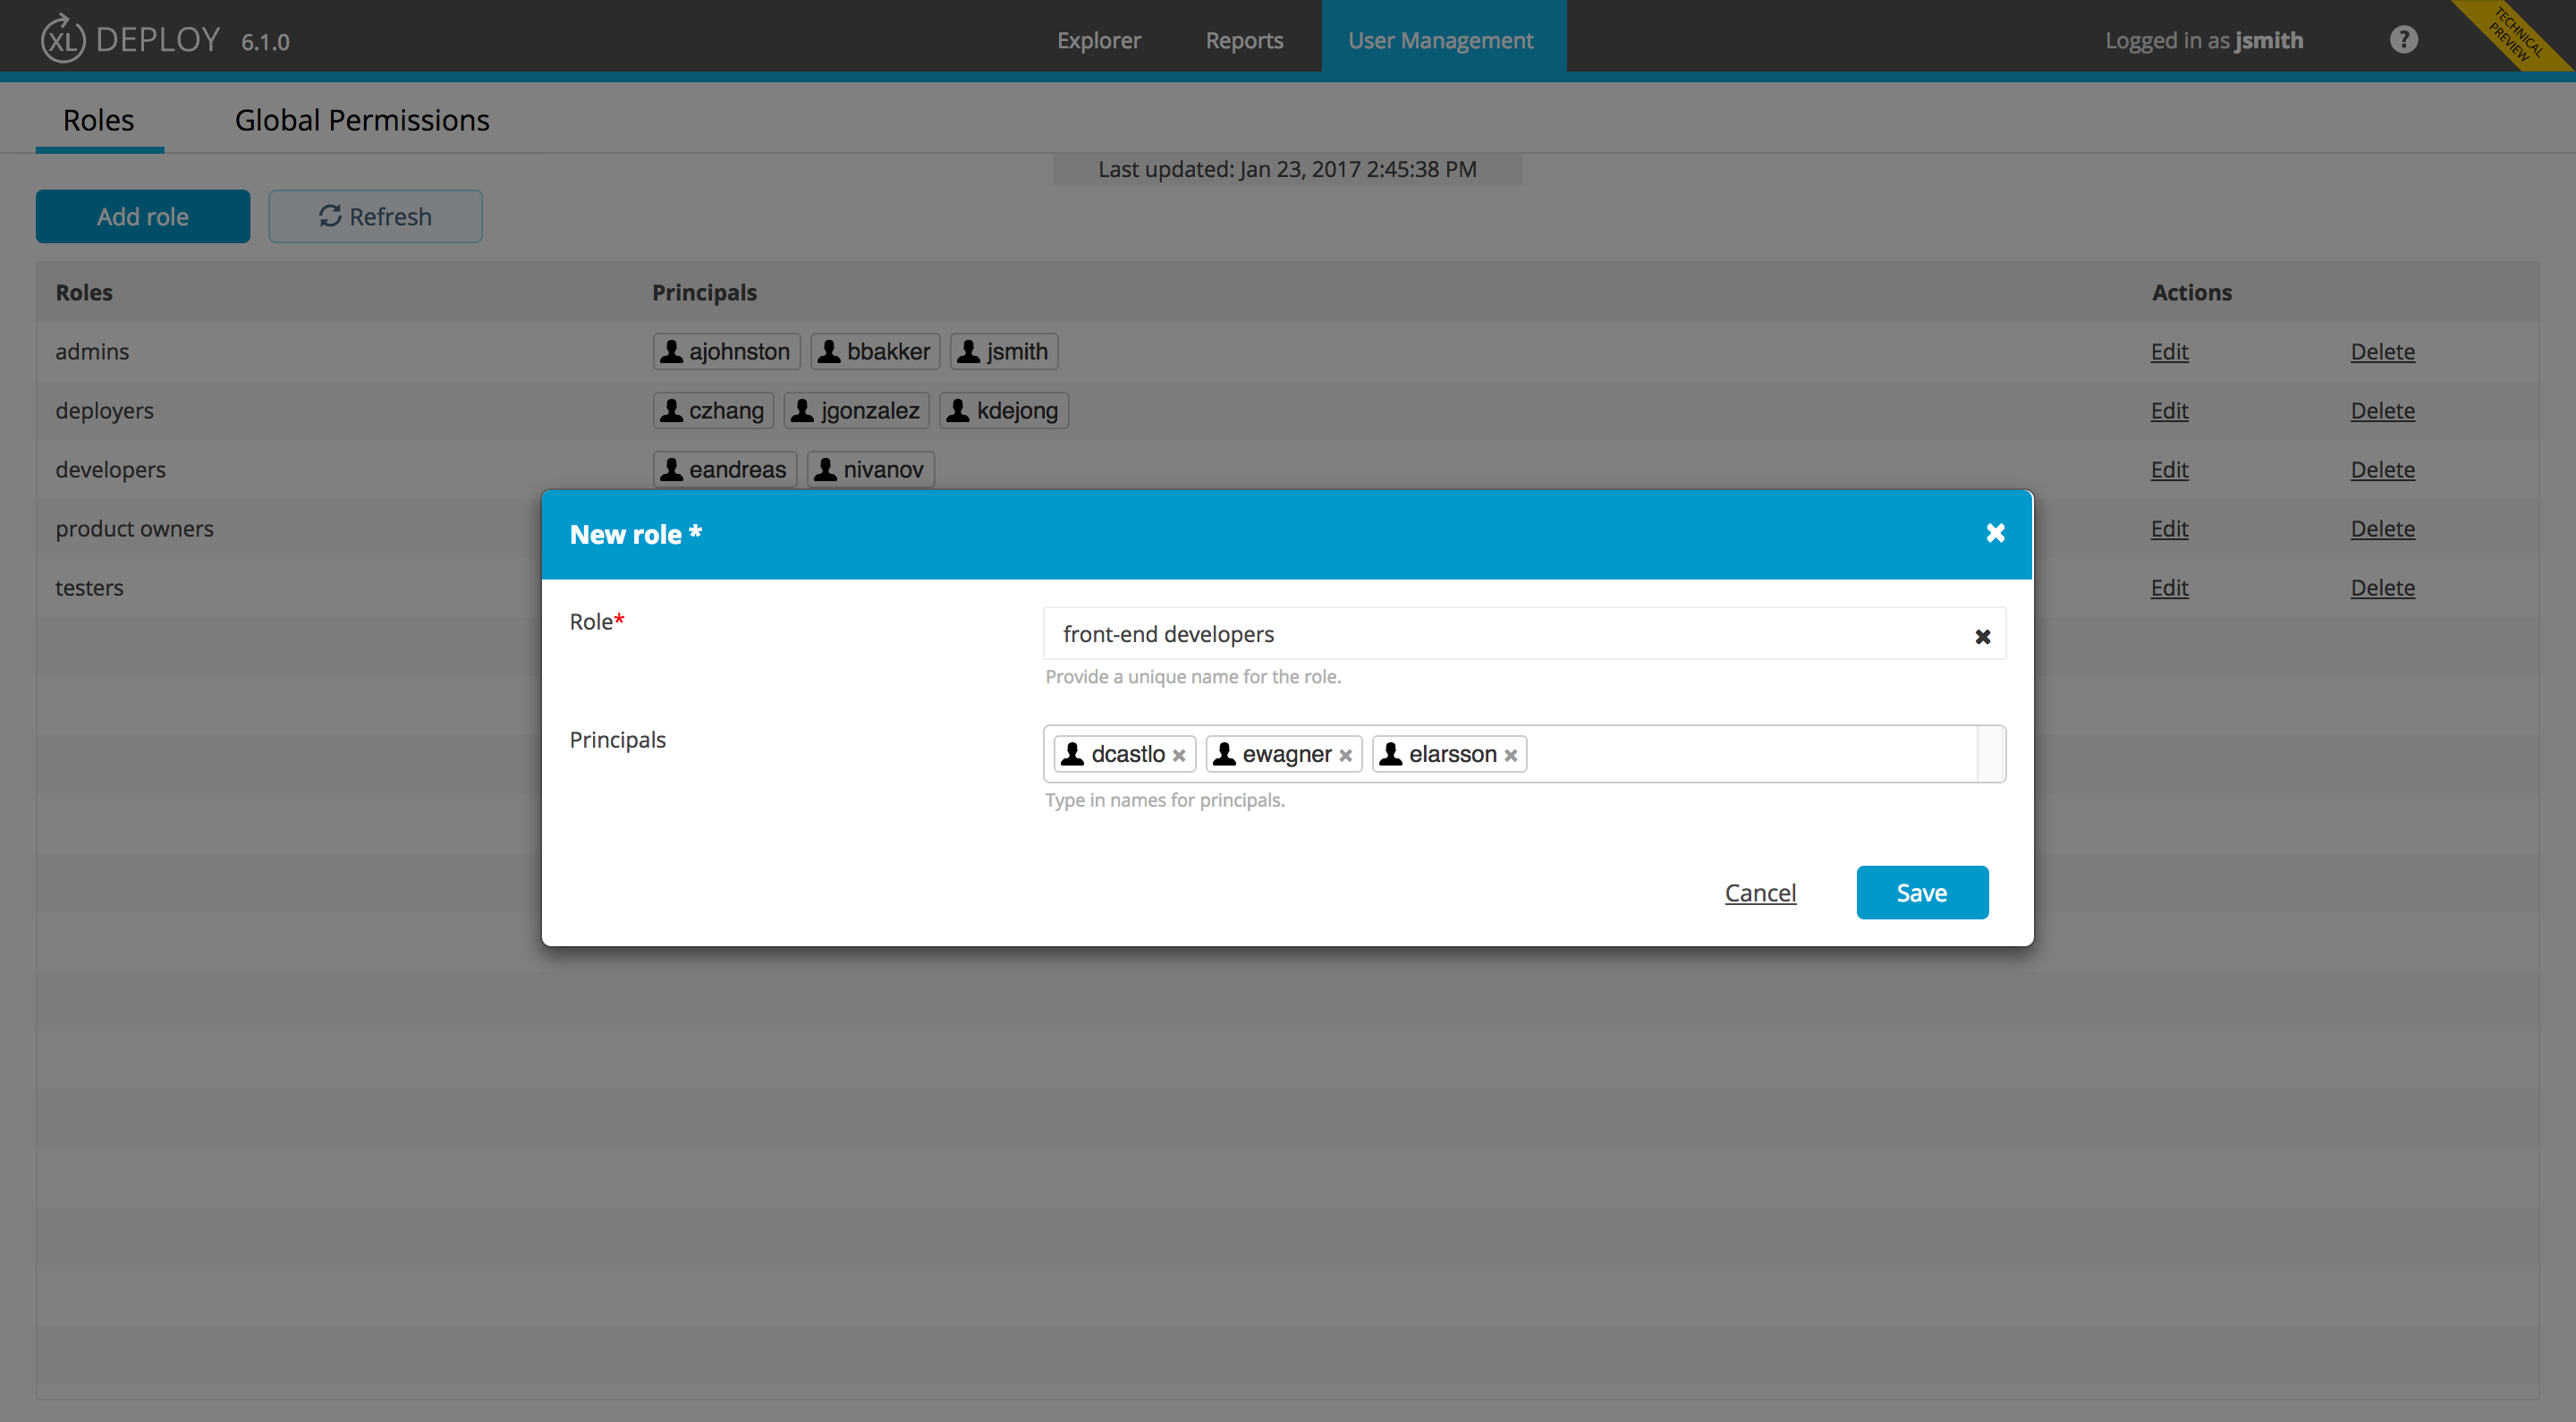 XL DEPLOY 6.1.0 Explorer Reports User Management Logged in as jsmith ? TECHNICAL PREVIEW
Roles Global Permissions
Last updated: Jan 23, 2017 2:45:38 PM
Add role Refresh
Roles Principals Actions
admins ajohnston bbakker jsmith Edit Delete
deployers czhang jgonzalez kdejong Edit Delete
developers eandreas nivanov Edit Delete
product owners Edit Delete
testers Edit Delete
New role *
Role* front-end developers
Provide a unique name for the role.
Principals dcastlo ewagner elarsson
Type in names for principals.
Cancel Save